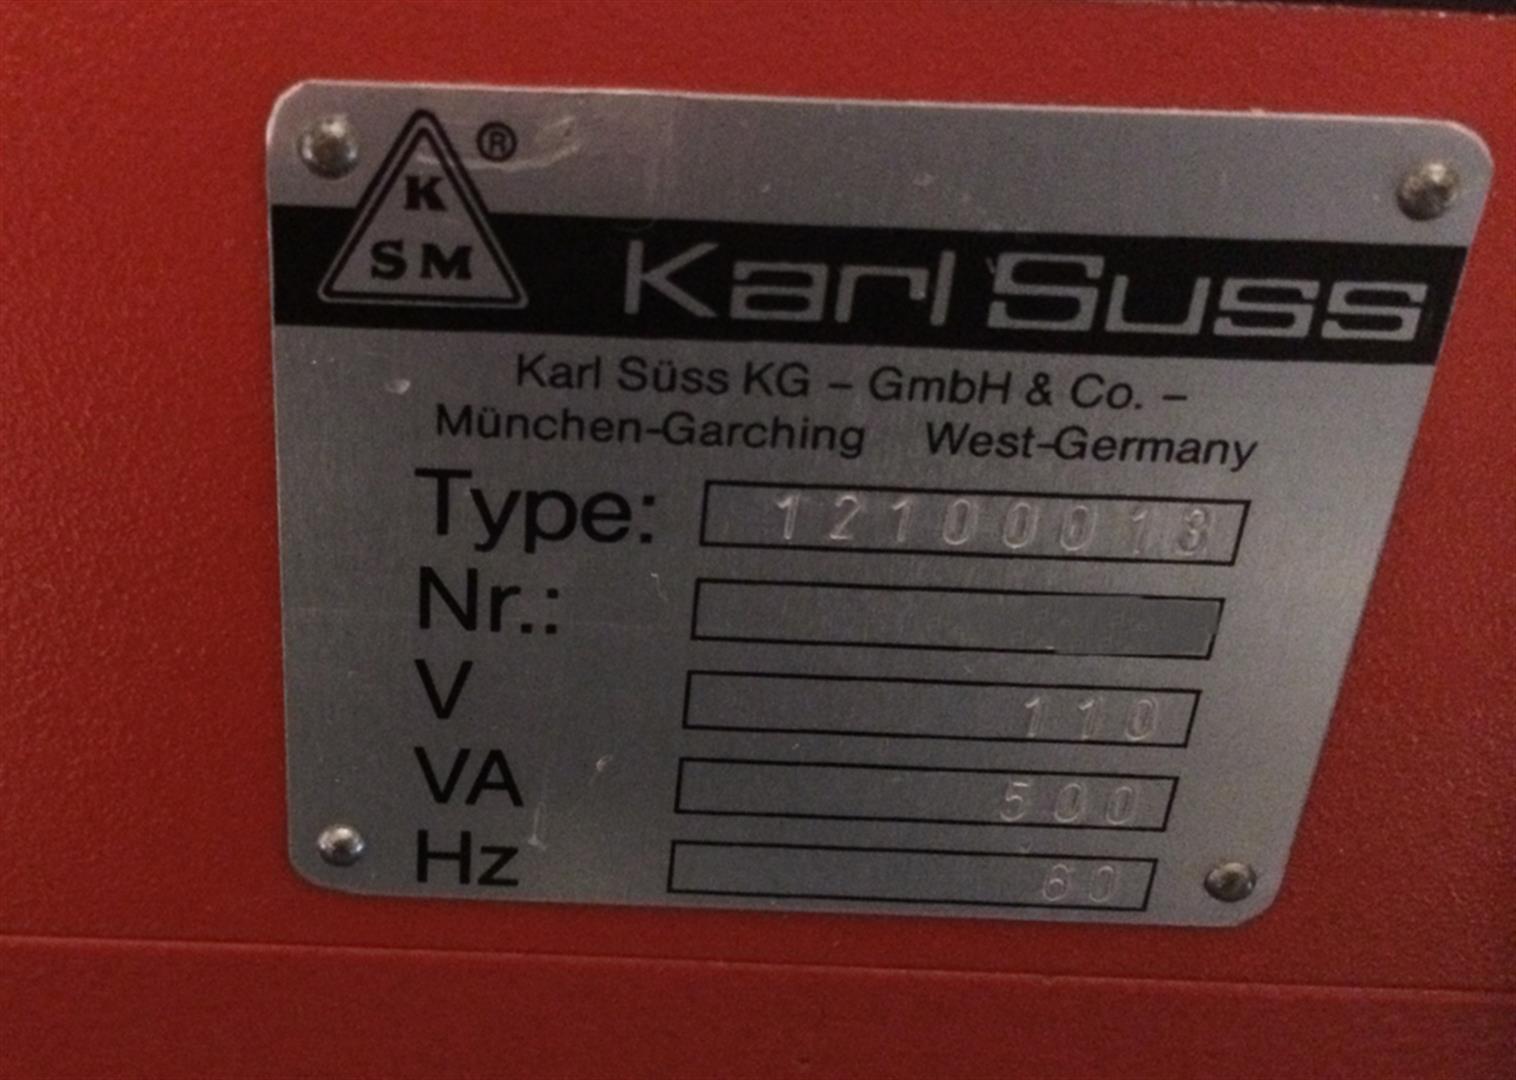 K ®
SM
Karl Suss
Karl Süss KG – GmbH & Co. –
München-Garching West-Germany
Type: 12100013
Nr.:
V 110
VA 500
Hz 60